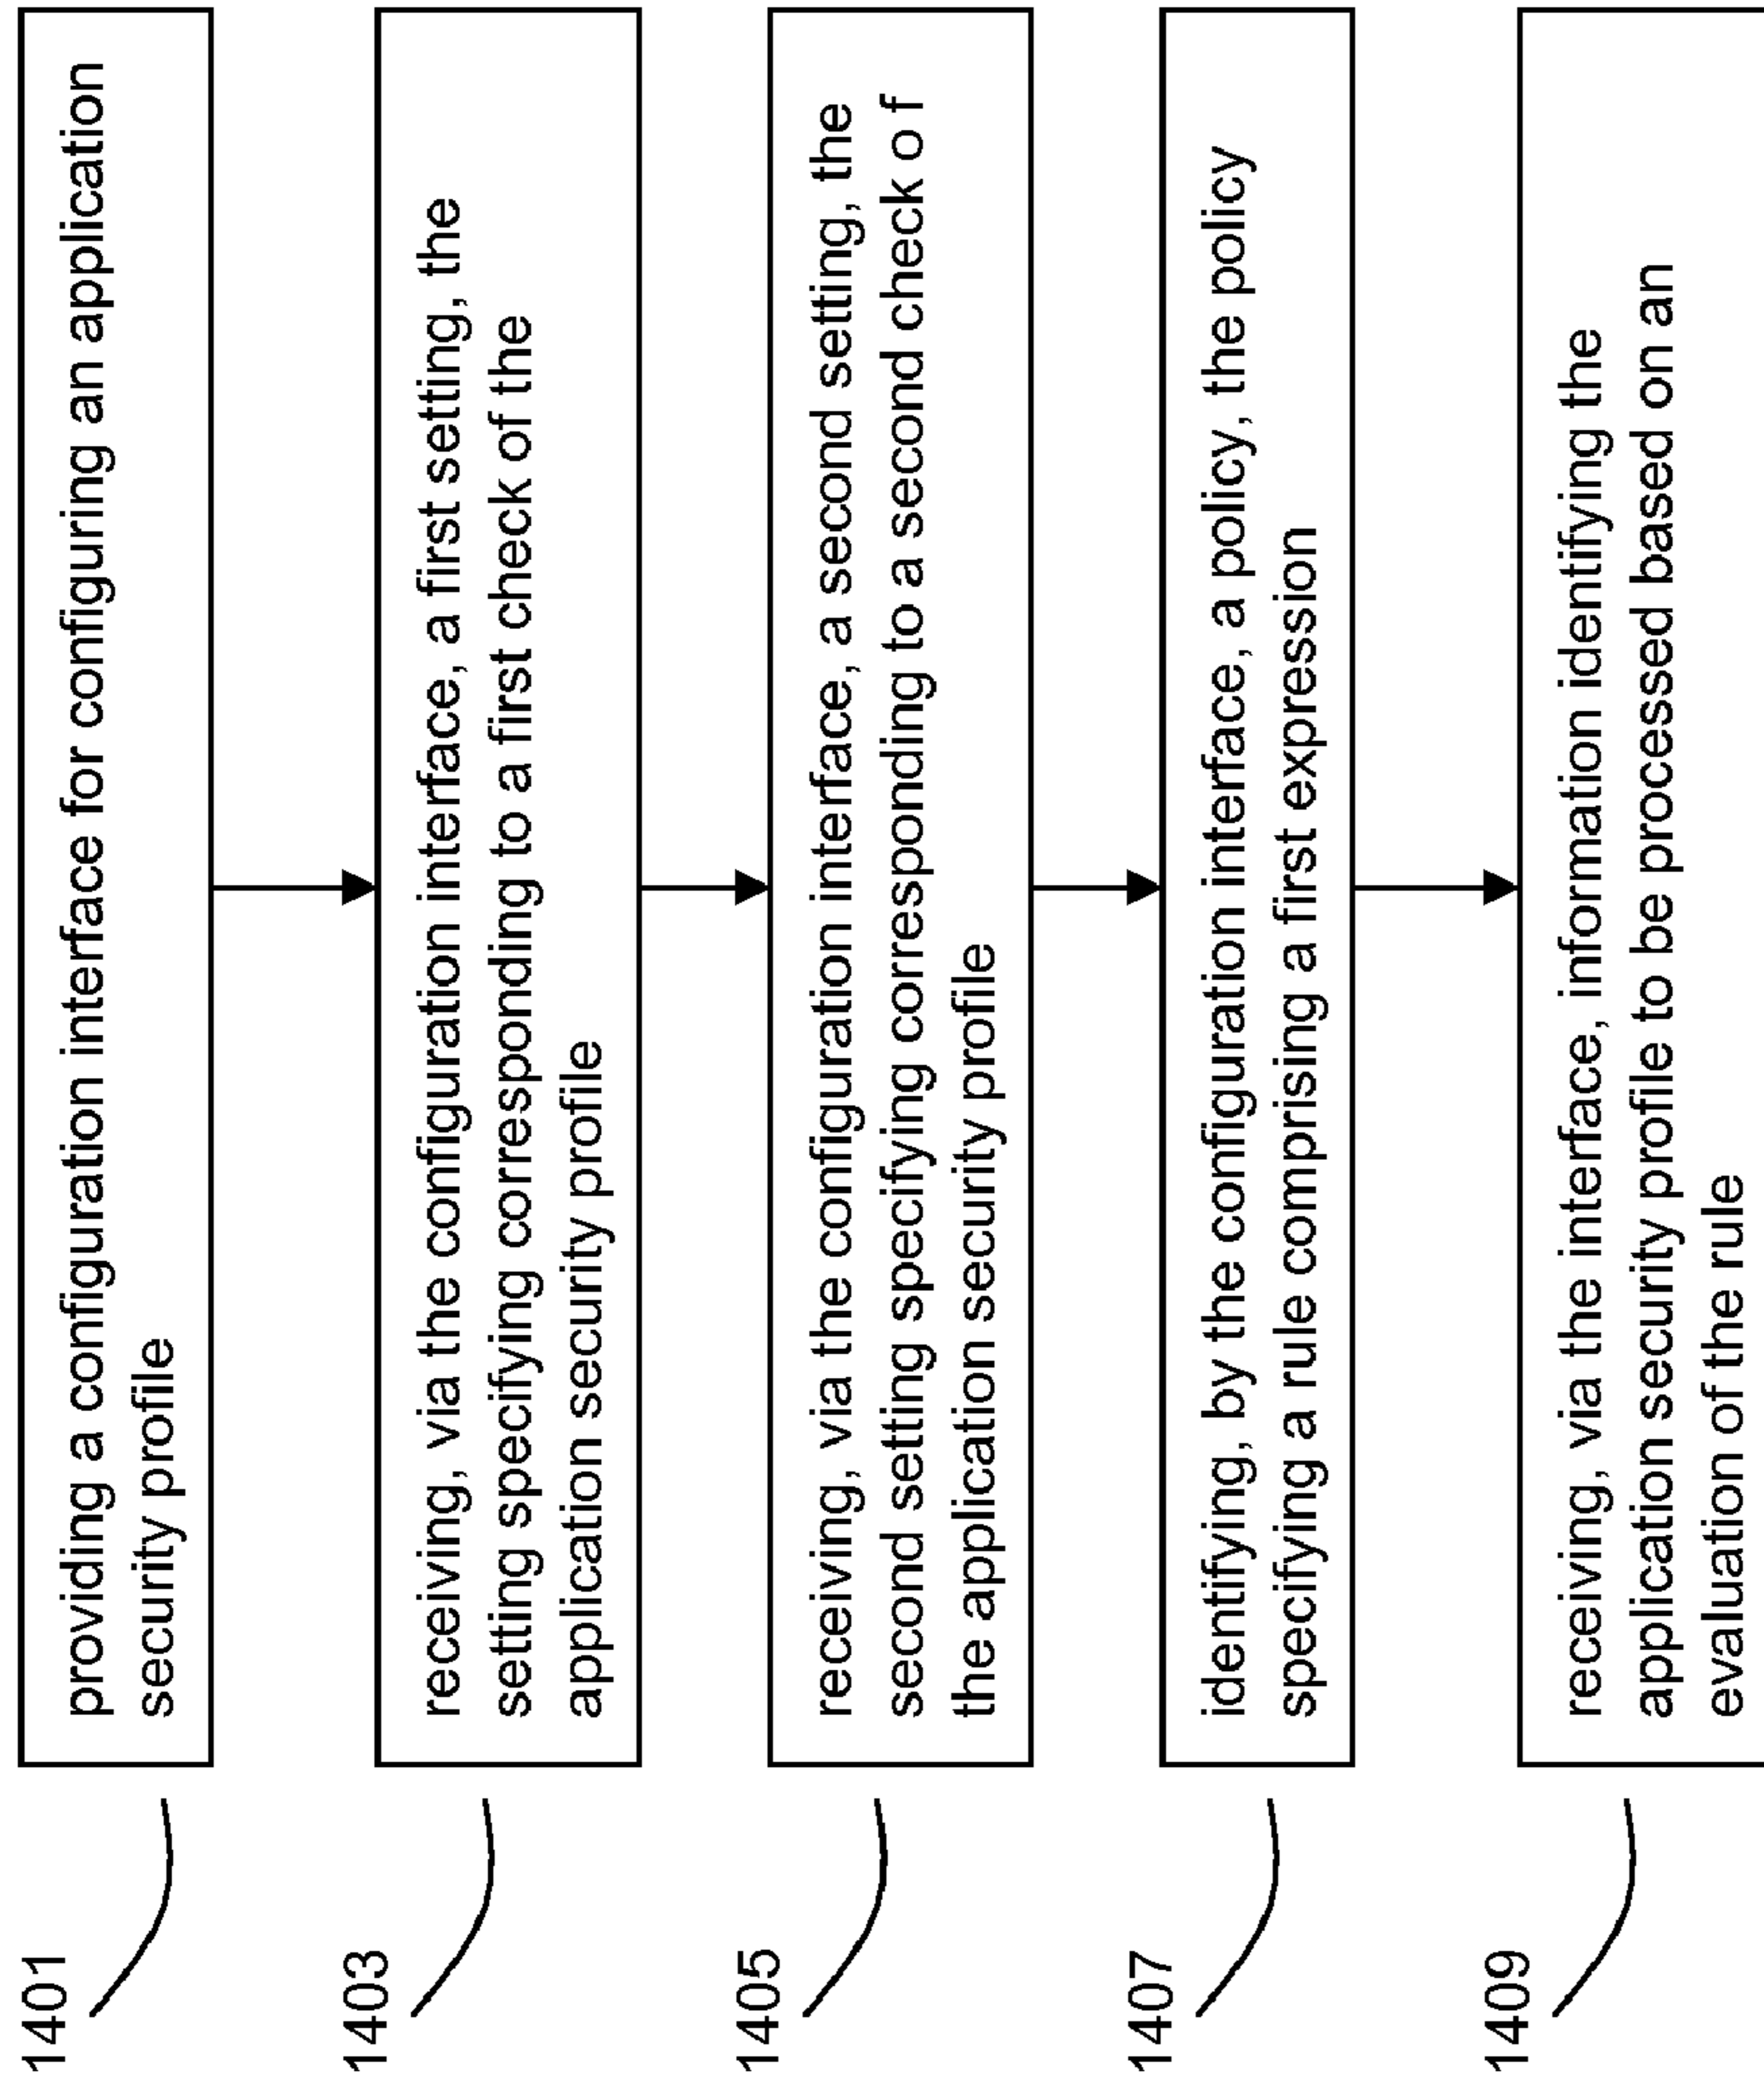 1401
providing a configuration interface for configuring an application
security profile
1403
receiving, via the configuration interface, a first setting, the
setting specifying corresponding to a first check of the
application security profile
1405
receiving, via the configuration interface, a second setting, the
second setting specifying corresponding to a second check o f
the application security profile
1407
identifying, by the configuration interface, a policy, the policy
specifying a rule comprising a first expression
1409
receiving, via the interface, information identifying the
application security profile to be processed based on an
evaluation of the rule